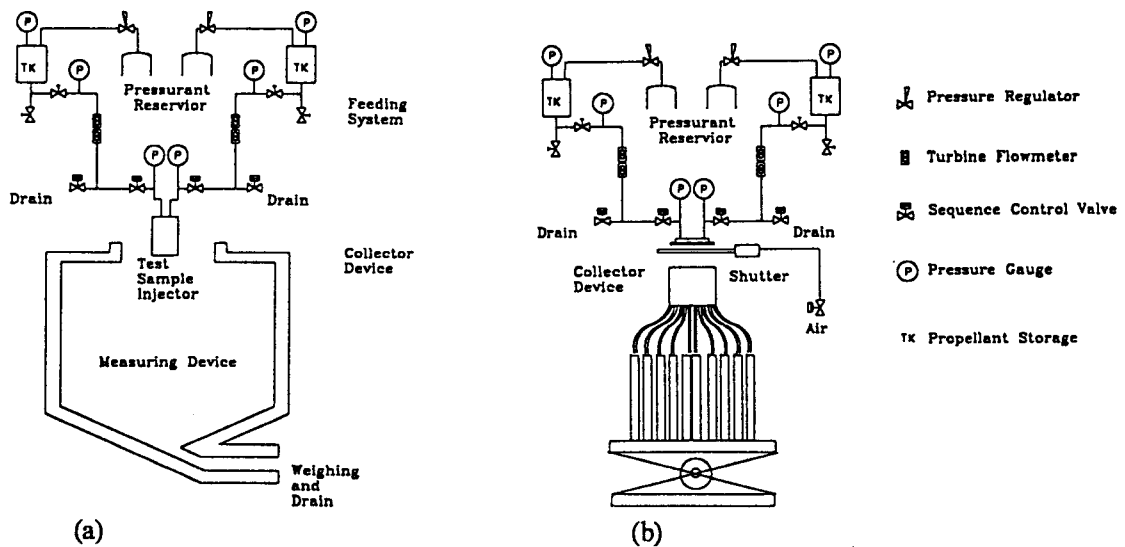 P
P
TK
TK
P
P
Pressurant
Reservior
Feeding
System
P
P
Drain
Drain
Test
Sample
Injector
Collector
Device
Measuring Device
Weighing
and
Drain
(a)
P
P
TK
TK
P
P
Pressurant
Reservior
P
P
Drain
Drain
Collector
Device
Shutter
Air
(b)
Pressure Regulator
Turbine Flowmeter
Sequence Control Valve
P Pressure Gauge
TK Propellant Storage